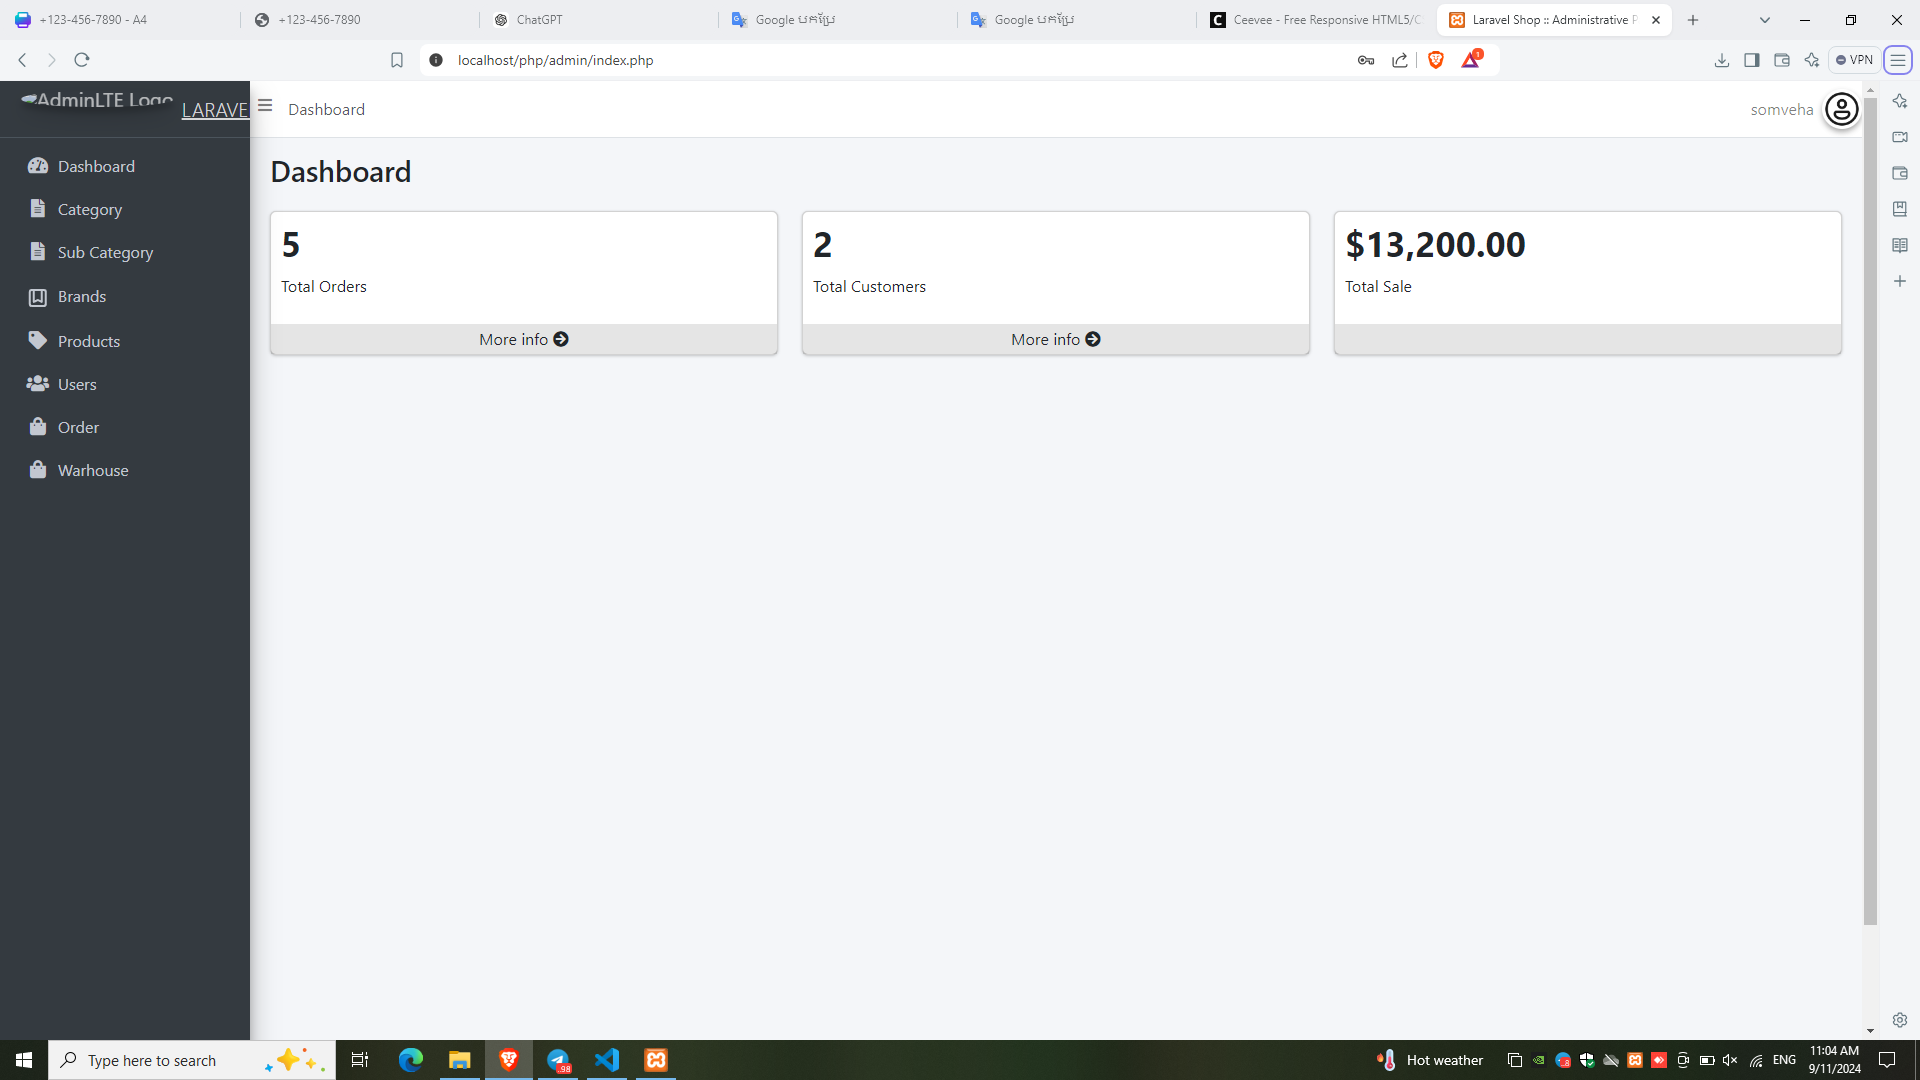 +123-456-7890 - A4
+123-456-7890
ChatGPT
Google បកប្រែ
Google បកប្រែ
Ceevee - Free Responsive HTML5/C
Laravel Shop :: Administrative P
localhost/php/admin/index.php
1
VPN
AdminLTE Logo
LARAVE
Dashboard
somveha
Dashboard
Category
Sub Category
Brands
Products
Users
Order
Warhouse
Dashboard
5
Total Orders
More info
2
Total Customers
More info
$13,200.00
Total Sale
Type here to search
.98
Hot weather
ENG
11:04 AM
9/11/2024